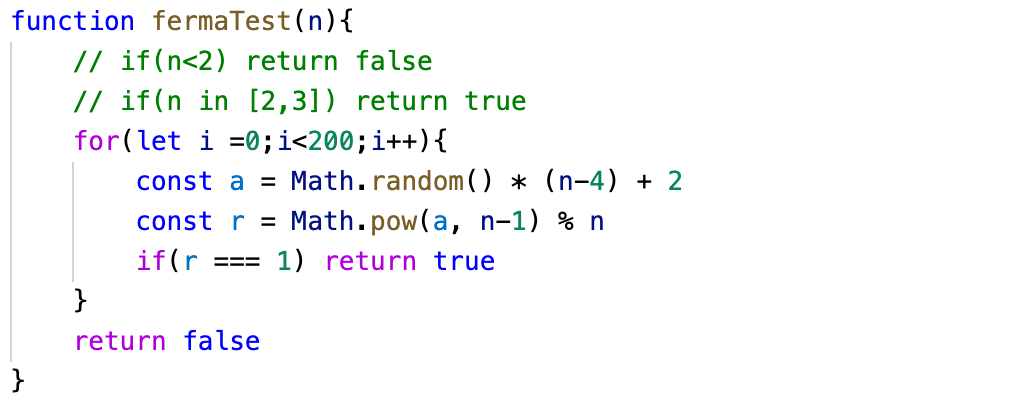 function fermaTest(n){
// if(n<2) return false
// if(n in [2,3]) return true
for(let i =0;i<200;i++){
const a = Math.random() * (n-4) + 2
const r = Math.pow(a, n-1) % n
if(r === 1) return true
}
return false
}